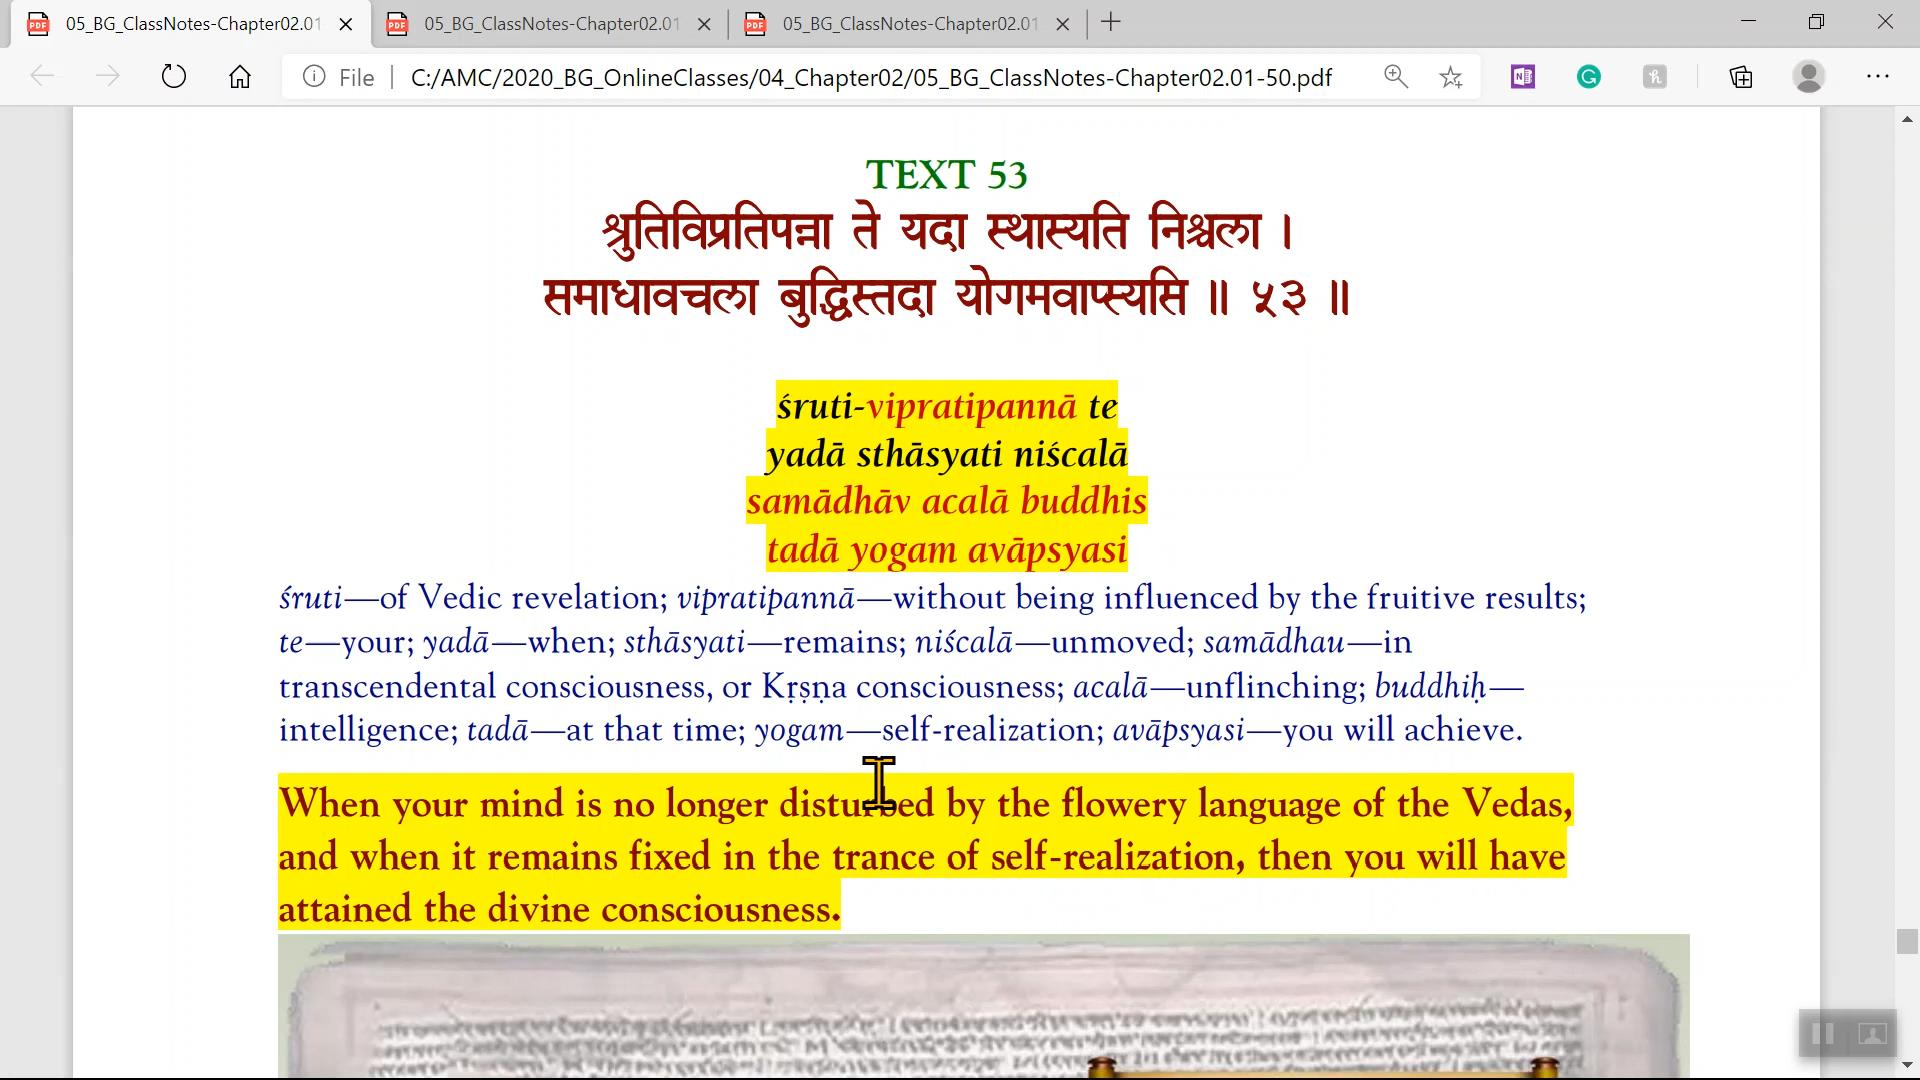 05_BG_ClassNotes-Chapter02.01
05_BG_ClassNotes-Chapter02.01
05_BG_ClassNotes-Chapter02.01
File C:/AMC/2020_BG_OnlineClasses/04_Chapter02/05_BG_ClassNotes-Chapter02.01-50.pdf
TEXT 53
श्रुतिविप्रतिपन्ना ते यदा स्थास्यति निश्चला ।
समाधावचला बुद्धिस्तदा योगमवाप्स्यसि ॥ ५३ ॥
śruti-vipratipannā te
yadā sthāsyati niścalā
samādhāv acalā buddhis
tadā yogam avāpsyasi
śruti—of Vedic revelation; vipratipannā—without being influenced by the fruitive results;
te—your; yadā—when; sthāsyati—remains; niścalā—unmoved; samādhau—in
transcendental consciousness, or Kṛṣṇa consciousness; acalā—unflinching; buddhiḥ—
intelligence; tadā—at that time; yogam—self-realization; avāpsyasi—you will achieve.
When your mind is no longer disturbed by the flowery language of the Vedas,
and when it remains fixed in the trance of self-realization, then you will have
attained the divine consciousness.